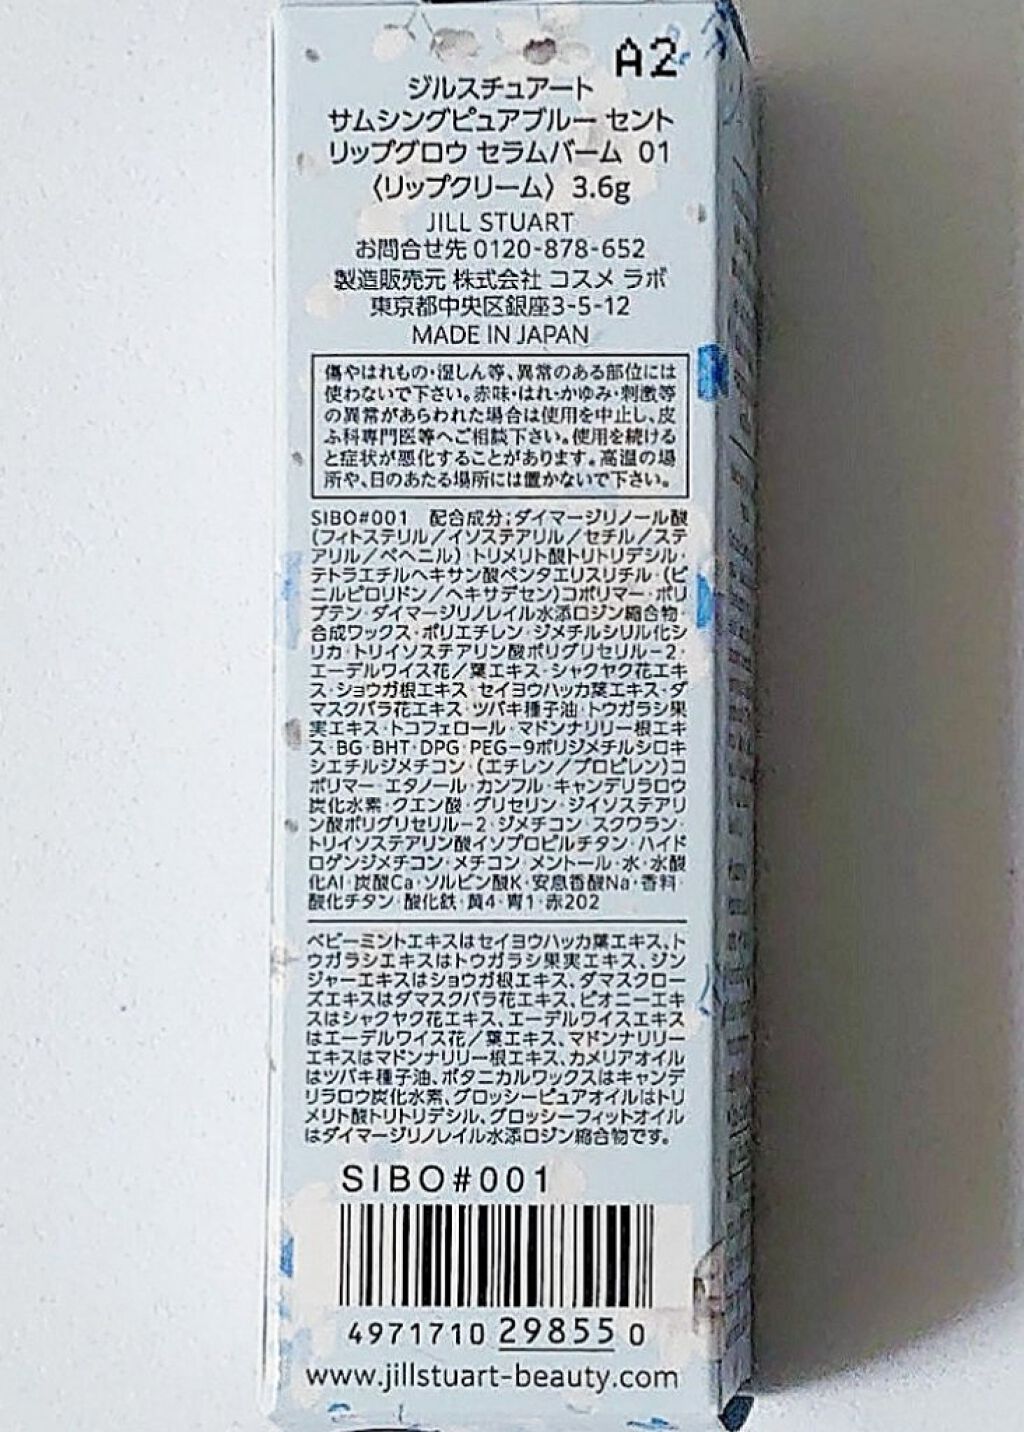 A2
ジルスチュアート
サムシングピュアブルー セント
リップグロウ セラムバーム 01
〈リップクリーム〉 3.6g
JILL STUART
お問合せ先 0120-878-652
製造販売元 株式会社 コスメ ラボ
東京都中央区銀座3-5-12
MADE IN JAPAN
傷やはれもの・湿しん等、異常のある部位には
使わないで下さい。赤味・はれ・かゆみ・刺激等
の異常があらわれた場合は使用を中止し、皮
ふ科専門医等へご相談下さい。使用を続ける
と症状が悪化することがあります。高温の場
所や、日のあたる場所には置かないで下さい。
SIBO#001 配合成分;ダイマージリノール酸
(フィトステリル/イソステアリル/セチル/ステ
アリル/ベヘニル)・トリメリト酸トリトリデシル・
テトラエチルヘキサン酸ペンタエリスリチル・(ビ
ニルピロリドン/ヘキサデセン)コポリマー・ポリ
ブテン・ダイマージリノレイル水添ロジン縮合物・
合成ワックス・ポリエチレン・ジメチルシリル化シ
リカ・トリイソステアリン酸ポリグリセリル-2・
エーデルワイス花/葉エキス・シャクヤク花エキ
ス・ショウガ根エキス・セイヨウハッカ葉エキス・ダ
マスクバラ花エキス・ツバキ種子油・トウガラシ果
実エキス・トコフェロール・マドンナリリー根エキ
ス・BG・BHT・DPG・PEG-9ポリジメチルシロキ
シエチルジメチコン・(エチレン/プロピレン)コ
ポリマー・エタノール・カンフル・キャンデリラロウ
炭化水素・クエン酸・グリセリン・ジイソステアリ
ン酸ポリグリセリル-2・ジメチコン・スクワラン・
トリイソステアリン酸イソプロピルチタン・ハイド
ロゲンジメチコン・メチコン・メントール・水・水酸
化Al・炭酸Ca・ソルビン酸K・安息香酸Na・香料・
酸化チタン・酸化鉄・黄4・青1・赤202
ペビーミントエキスはセイヨウハッカ葉エキス、ト
ウガラシエキスはトウガラシ果実エキス、ジン
ジャーエキスはショウガ根エキス、ダマスクロー
ズエキスはダマスクバラ花エキス、ピオニーエキ
スはシャクヤク花エキス、エーデルワイスエキス
はエーデルワイス花/葉エキス、マドンナリリー
エキスはマドンナリリー根エキス、カメリアオイル
はツバキ種子油、ボタニカルワックスはキャンデ
リラロウ炭化水素、グロッシーピュアオイルはトリ
メリト酸トリトリデシル、グロッシーフィットオイル
はダイマージリノレイル水添ロジン縮合物です。
SIBO#001
4971710 29855 0
www.jillstuart-beauty.com